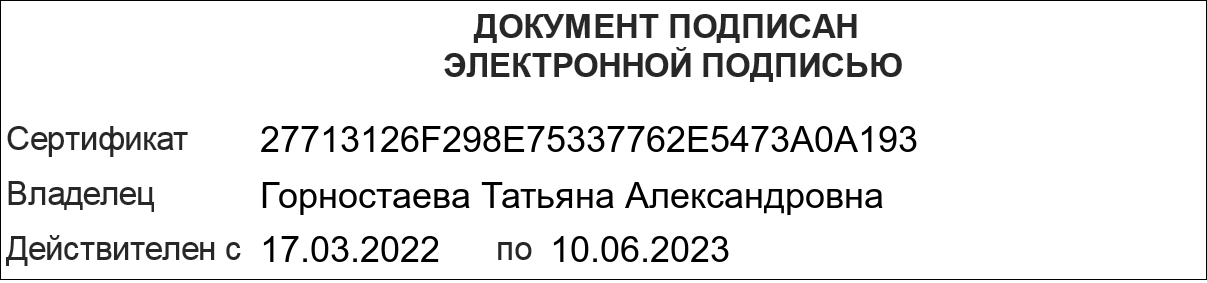 ДОКУМЕНТ ПОДПИСАН
ЭЛЕКТРОННОЙ ПОДПИСЬЮ
Сертификат 27713126F298E75337762E5473A0A193
Владелец Горностаева Татьяна Александровна
Действителен с 17.03.2022 по 10.06.2023